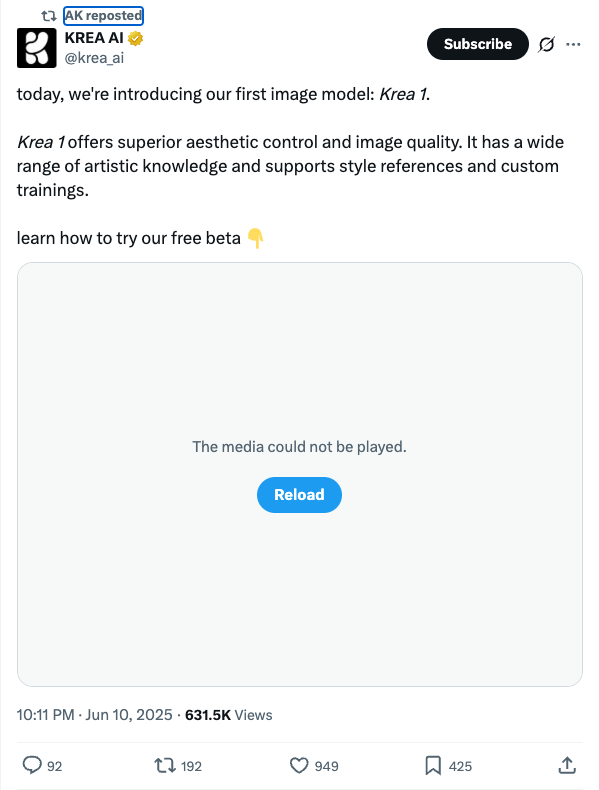 AK reposted
KREA AI
@krea_ai
Subscribe
today, we're introducing our first image model: Krea 1.
Krea 1 offers superior aesthetic control and image quality. It has a wide
range of artistic knowledge and supports style references and custom
trainings.
learn how to try our free beta 👇
The media could not be played.
Reload
10:11 PM · Jun 10, 2025 · 631.5K Views
92 192 949 425